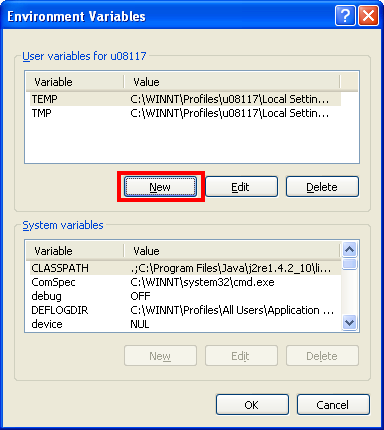 Environment Variables
User variables for u08117
Variable Value
TEMP C:\WINNT\Profiles\u08117\Local Settin...
TMP C:\WINNT\Profiles\u08117\Local Settin...
New Edit Delete
System variables
Variable Value
CLASSPATH .;C:\Program Files\Java\j2re1.4.2_10\li...
ComSpec C:\WINNT\system32\cmd.exe
debug OFF
DEFLOGDIR C:\WINNT\Profiles\All Users\Application ...
device NUL
New Edit Delete
OK Cancel